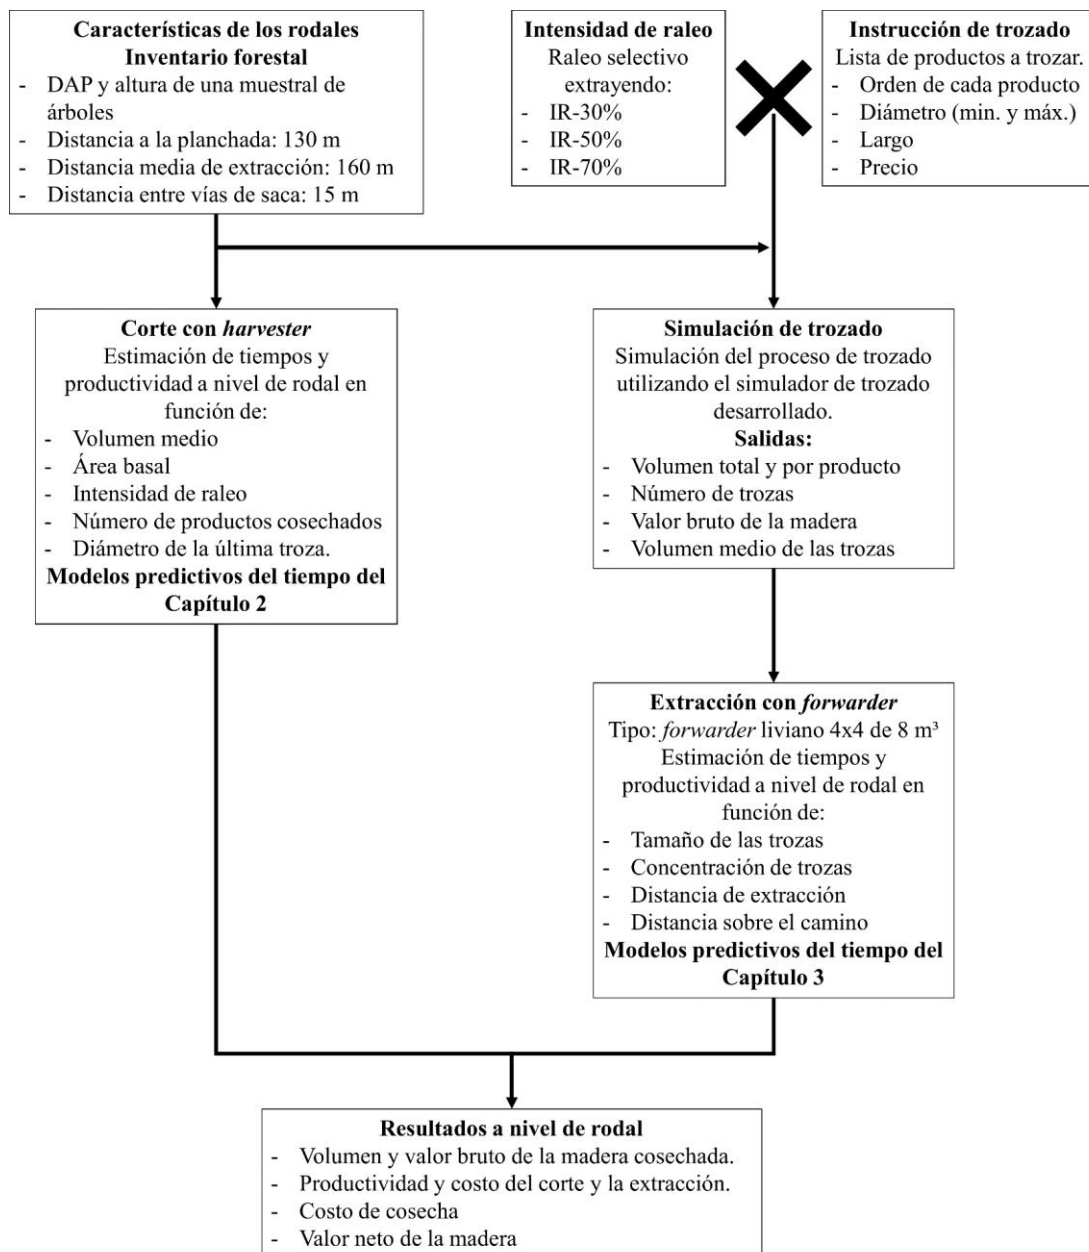 Características de los rodales
Inventario forestal
- DAP y altura de una muestral de
árboles
- Distancia a la planchada: 130 m
- Distancia media de extracción: 160 m
- Distancia entre vías de saca: 15 m
Intensidad de raleo
Raleo selectivo
extrayendo:
- IR-30%
- IR-50%
- IR-70%
Instrucción de trozado
Lista de productos a trozar.
- Orden de cada producto
- Diámetro (min. y máx.)
- Largo
- Precio
Corte con harvester
Estimación de tiempos y
productividad a nivel de rodal en
función de:
- Volumen medio
- Área basal
- Intensidad de raleo
- Número de productos cosechados
- Diámetro de la última troza.
Modelos predictivos del tiempo del
Capítulo 2
Simulación de trozado
Simulación del proceso de trozado
utilizando el simulador de trozado
desarrollado.
Salidas:
- Volumen total y por producto
- Número de trozas
- Valor bruto de la madera
- Volumen medio de las trozas
Extracción con forwarder
Tipo: forwarder liviano 4x4 de 8 m³
Estimación de tiempos y
productividad a nivel de rodal en
función de:
- Tamaño de las trozas
- Concentración de trozas
- Distancia de extracción
- Distancia sobre el camino
Modelos predictivos del tiempo del
Capítulo 3
Resultados a nivel de rodal
- Volumen y valor bruto de la madera cosechada.
- Productividad y costo del corte y la extracción.
- Costo de cosecha
- Valor neto de la madera